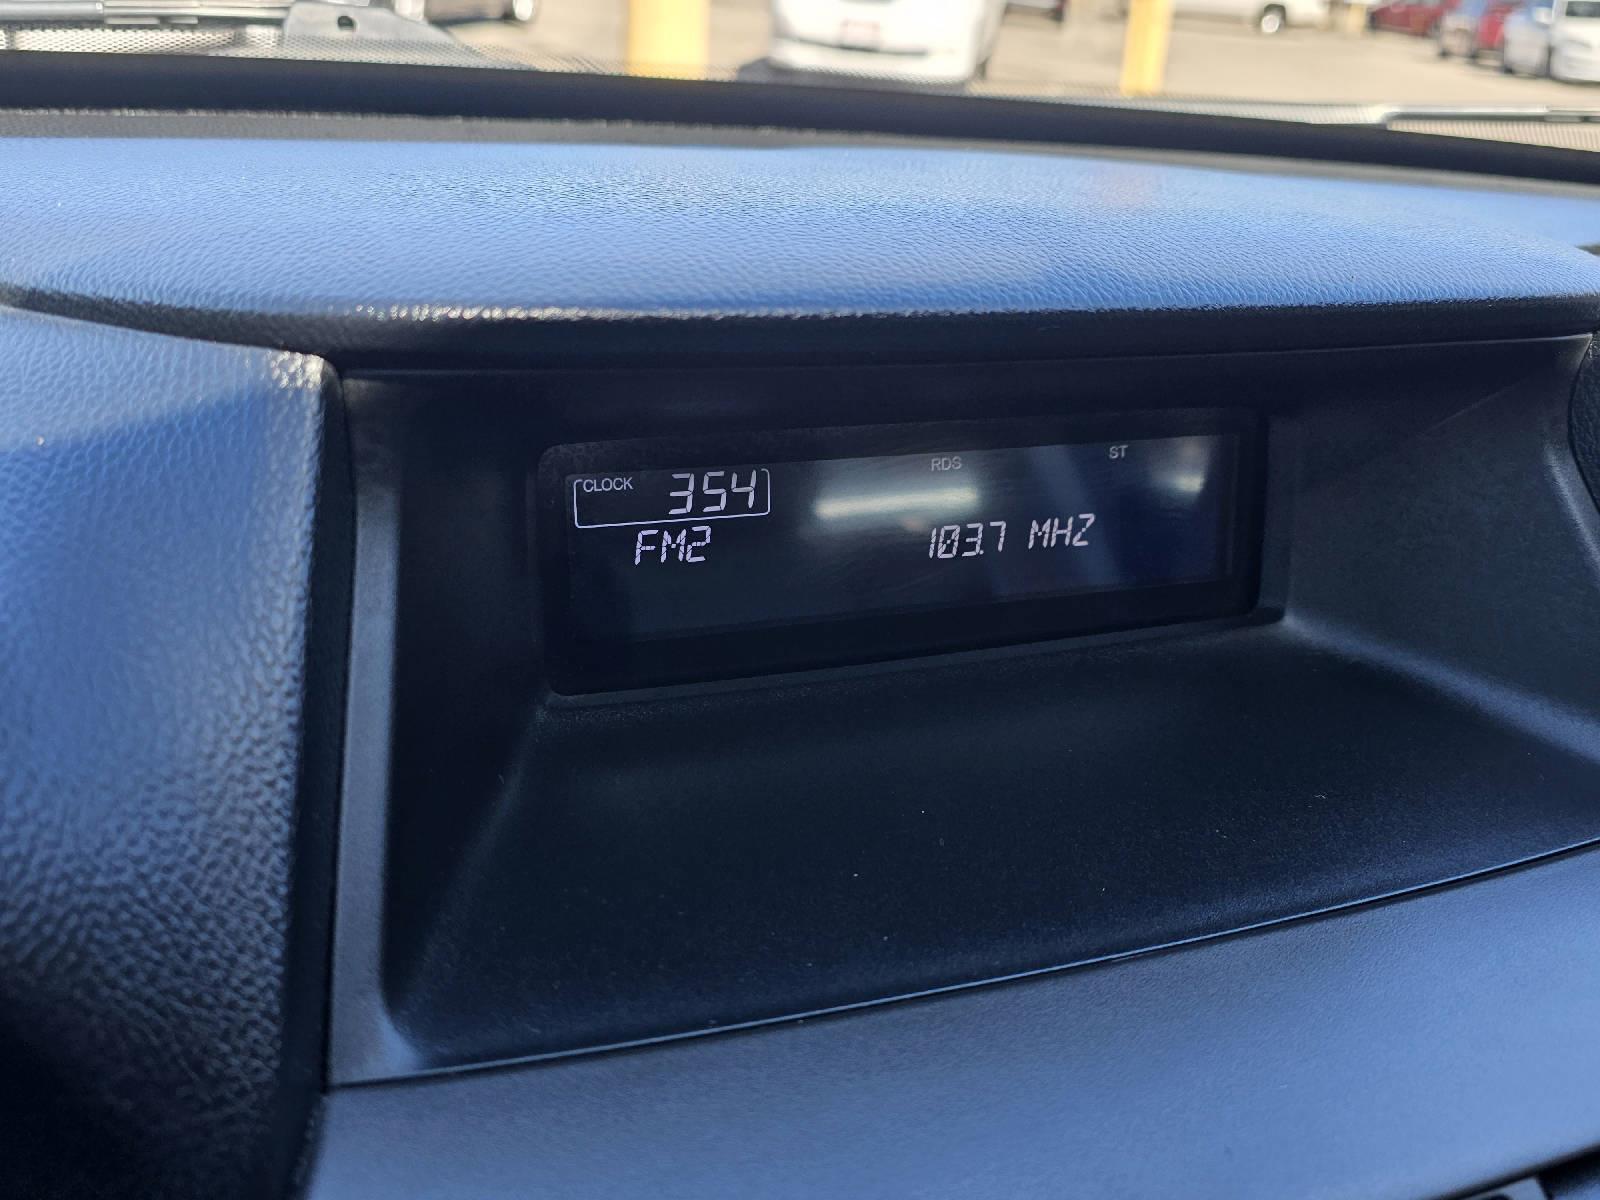 RDS ST
CLOCK 354
FM2 103.7 MHZ